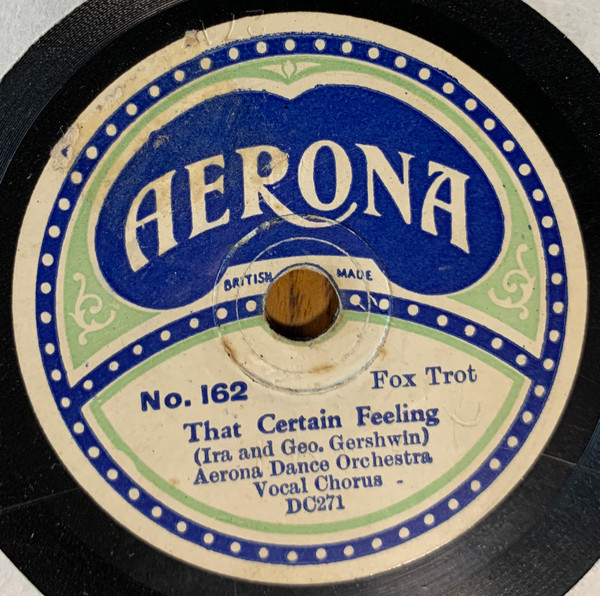 AERONA
BRITISH MADE
No. 162
Fox Trot
That Certain Feeling
(Ira and Geo. Gershwin)
Aerona Dance Orchestra
Vocal Chorus -
DC271